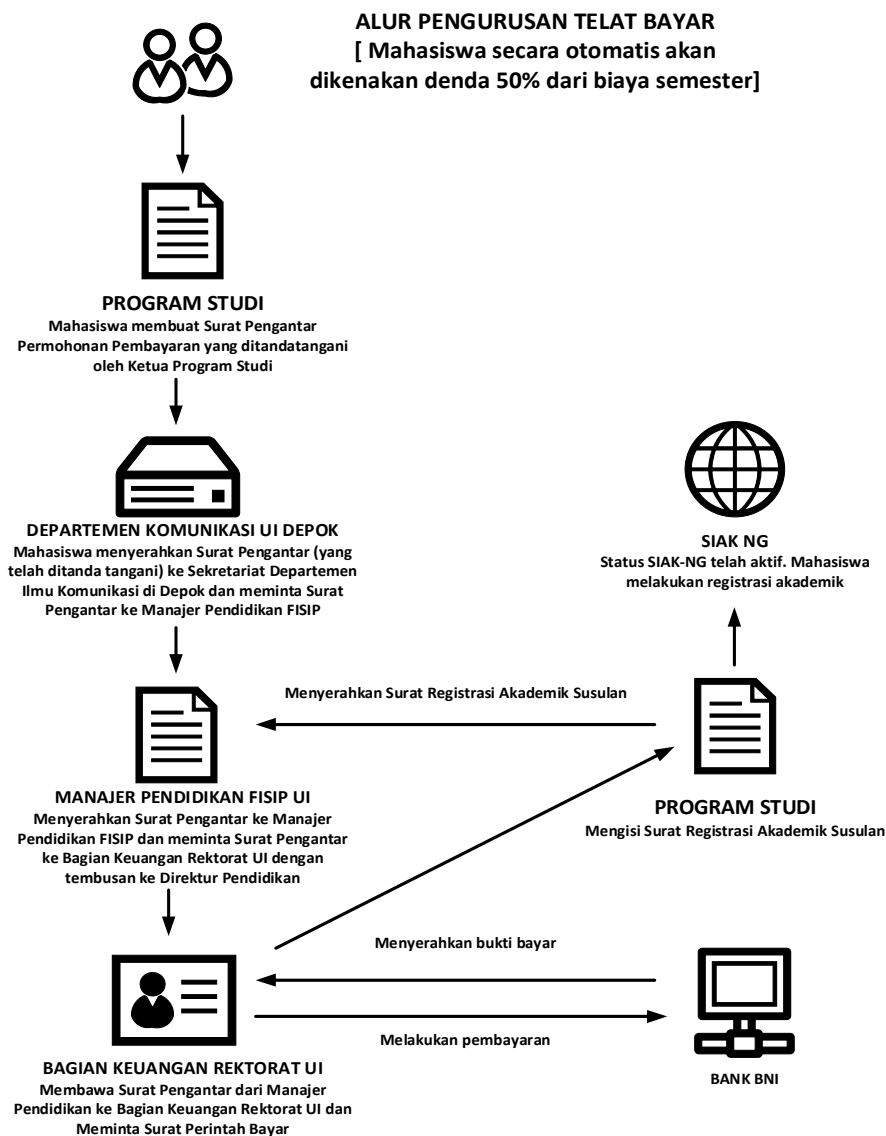 ALUR PENGURUSAN TELAT BAYAR
[ Mahasiswa secara otomatis akan
dikenakan denda 50% dari biaya semester]
PROGRAM STUDI
Mahasiswa membuat Surat Pengantar
Permohonan Pembayaran yang ditandatangani
oleh Ketua Program Studi
DEPARTEMEN KOMUNIKASI UI DEPOK
Mahasiswa menyerahkan Surat Pengantar (yang
telah ditanda tangani) ke Sekretariat Departemen
Ilmu Komunikasi di Depok dan meminta Surat
Pengantar ke Manajer Pendidikan FISIP
SIAK NG
Status SIAK-NG telah aktif. Mahasiswa
melakukan registrasi akademik
Menyerahkan Surat Registrasi Akademik Susulan
MANAJER PENDIDIKAN FISIP UI
Menyerahkan Surat Pengantar ke Manajer
Pendidikan FISIP dan meminta Surat Pengantar
ke Bagian Keuangan Rektorat UI dengan
tembusan ke Direktur Pendidikan
PROGRAM STUDI
Mengisi Surat Registrasi Akademik Susulan
Menyerahkan bukti bayar
Melakukan pembayaran
BAGIAN KEUANGAN REKTORAT UI
Membawa Surat Pengantar dari Manajer
Pendidikan ke Bagian Keuangan Rektorat UI dan
Meminta Surat Perintah Bayar
BANK BNI